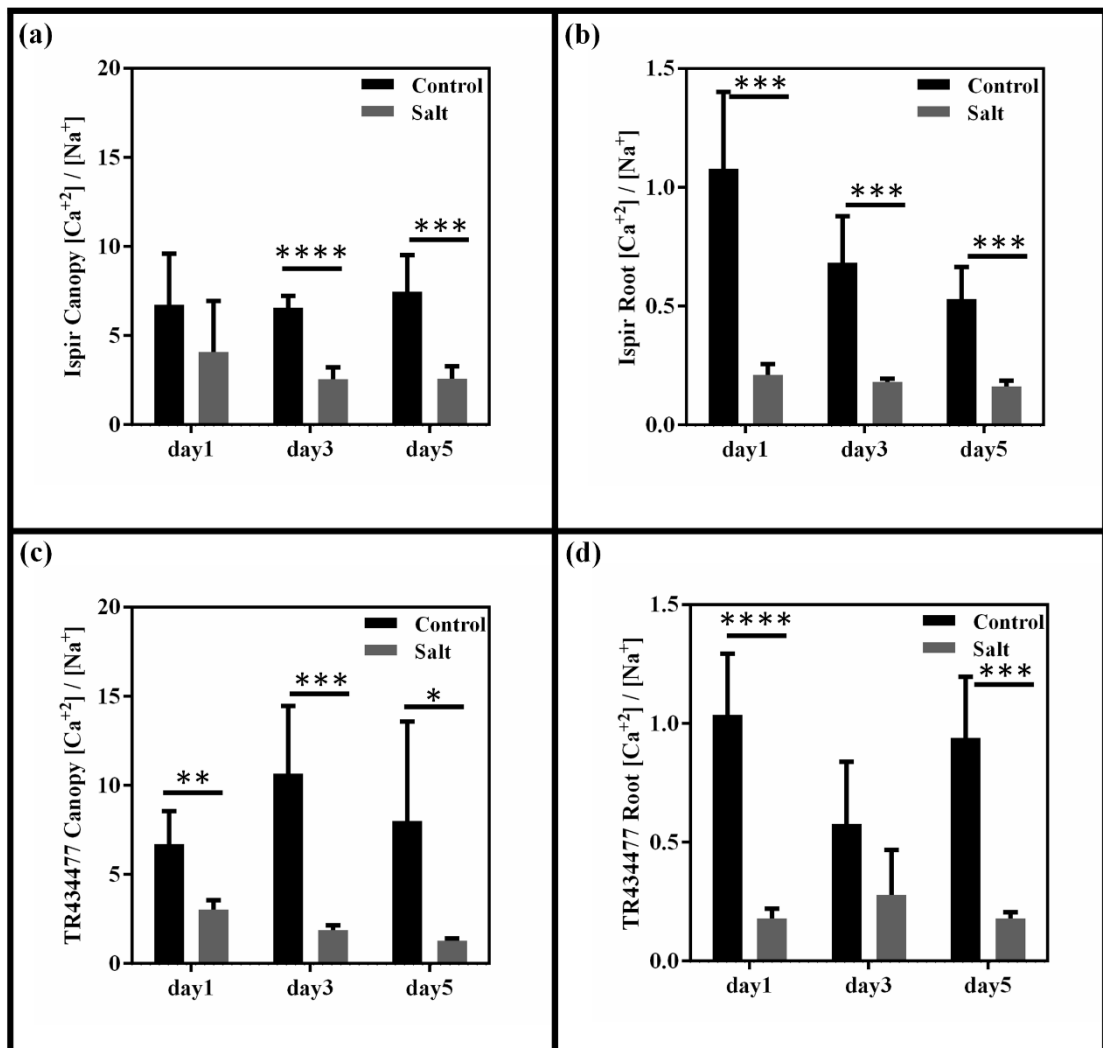 (a)
Ispir Canopy [Ca⁺²] / [Na⁺]
20
15
10
5
0
Control
Salt
****
***
day1 day3 day5
(b)
Ispir Root [Ca⁺²] / [Na⁺]
1.5
1.0
0.5
0.0
Control
Salt
***
***
***
day1 day3 day5
(c)
TR434477 Canopy [Ca⁺²] / [Na⁺]
20
15
10
5
0
Control
Salt
**
***
*
day1 day3 day5
(d)
TR434477 Root [Ca⁺²] / [Na⁺]
1.5
1.0
0.5
0.0
Control
Salt
****
***
day1 day3 day5